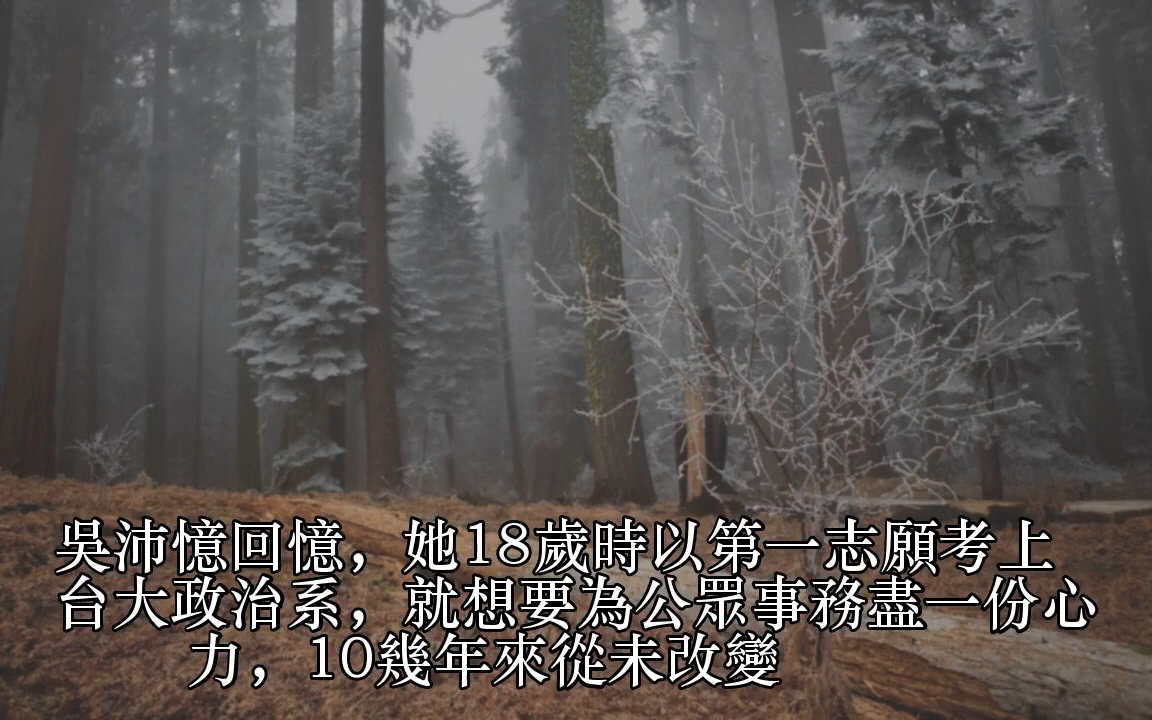 吳沛憶回憶，她18歲時以第一志願考上
台大政治系，就想要為公眾事務盡一份心
力，10幾年來從未改變